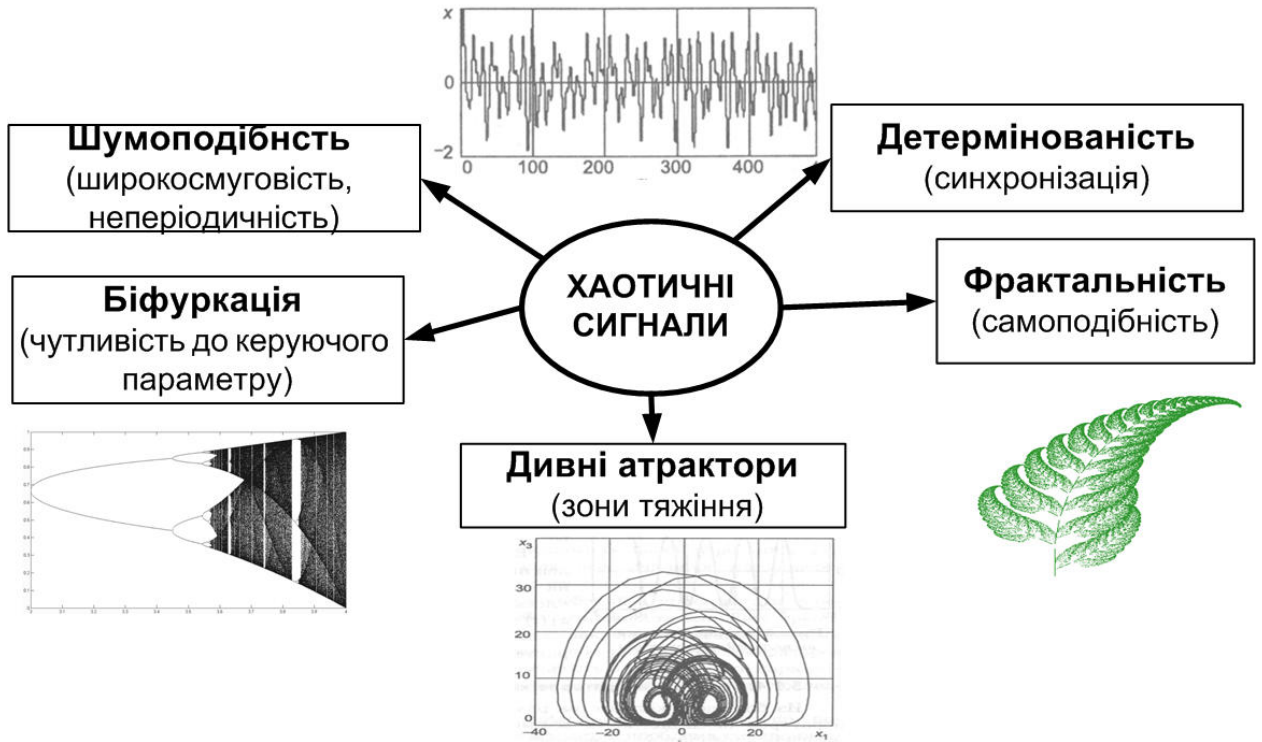 x
0
−2
0 100 200 300 400
Шумоподібнсть
(широкосмуговість,
неперіодичність)
Детермінованість
(синхронізація)
ХАОТИЧНІ
СИГНАЛИ
Біфуркація
(чутливість до керуючого
параметру)
Фрактальність
(самоподібність)
Дивні атрактори
(зони тяжіння)
x₃
30
20
10
0
−40 −20 0 20 x₁